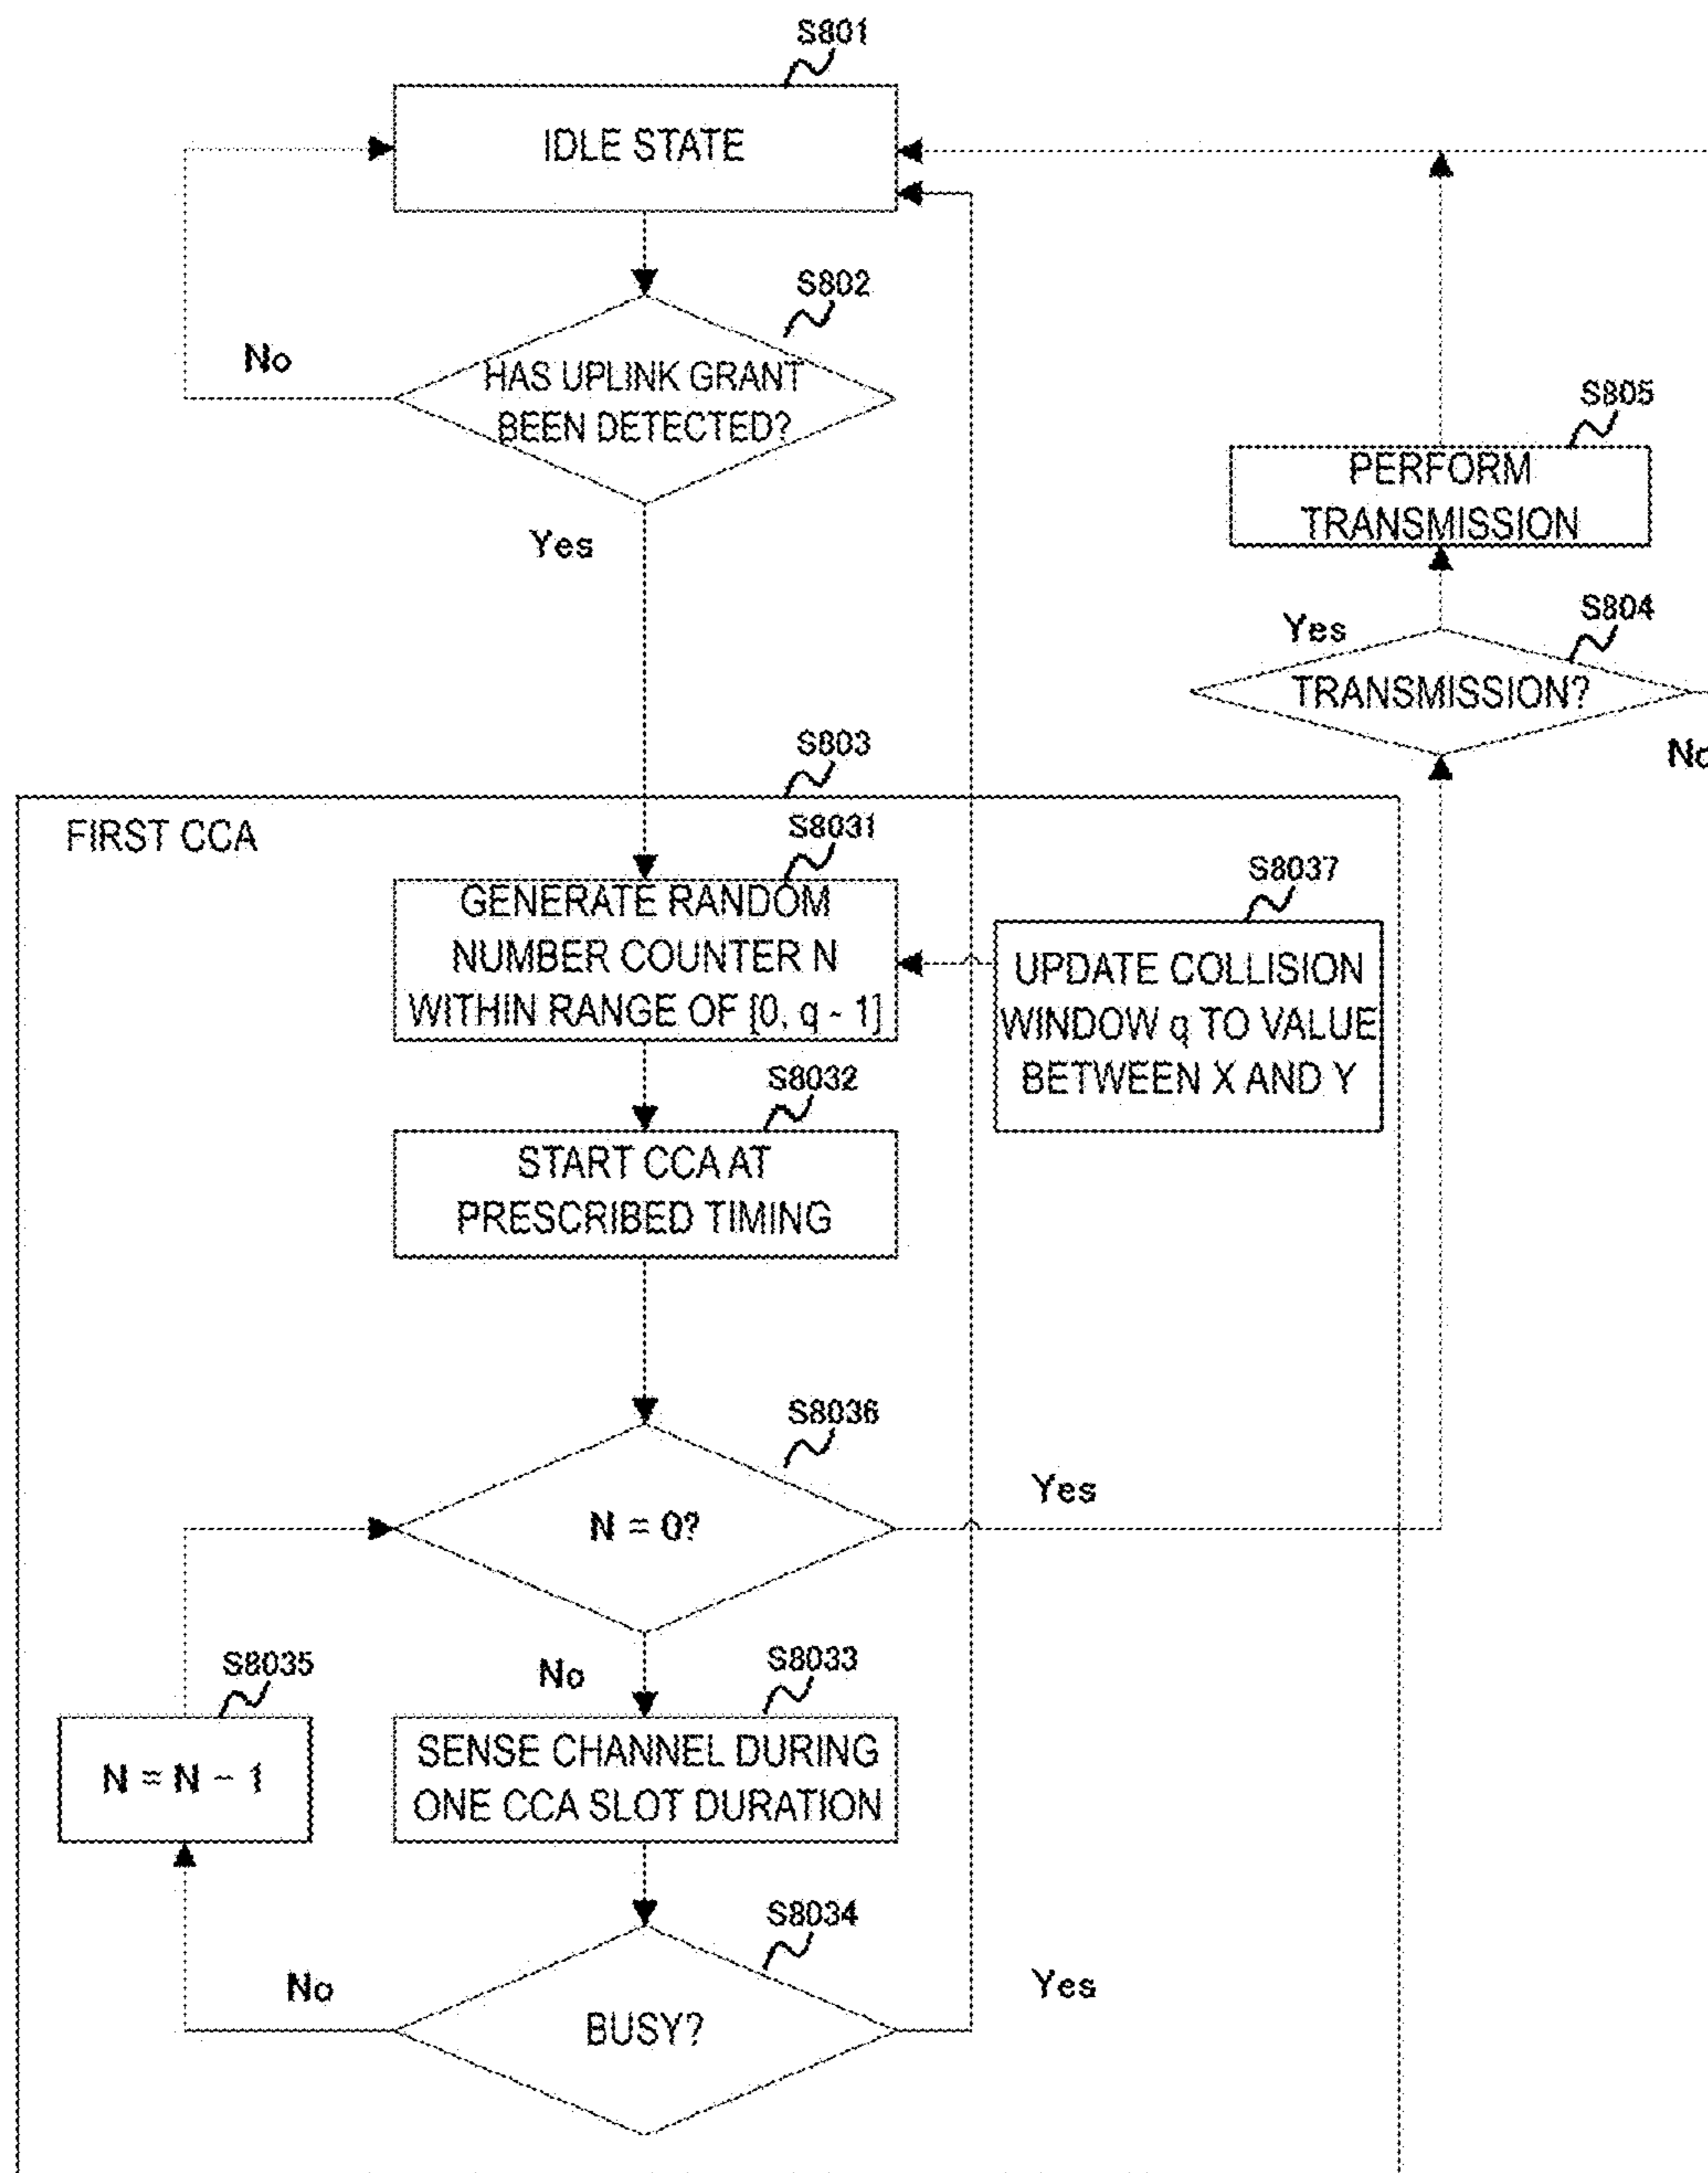 S801
IDLE STATE
S802
No
HAS UPLINK GRANT
BEEN DETECTED?
Yes
S805
PERFORM
TRANSMISSION
S804
Yes
TRANSMISSION?
No
S803
FIRST CCA
S8031
GENERATE RANDOM
NUMBER COUNTER N
WITHIN RANGE OF [0, q - 1]
S8037
UPDATE COLLISION
WINDOW q TO VALUE
BETWEEN X AND Y
S8032
START CCA AT
PRESCRIBED TIMING
S8036
N = 0?
Yes
S8035
N = N - 1
No
S8033
SENSE CHANNEL DURING
ONE CCA SLOT DURATION
S8034
No
BUSY?
Yes